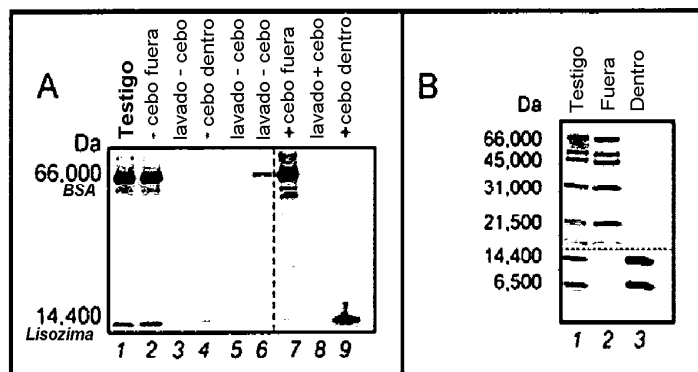 A
Testigo
- cebo fuera
lavado - cebo
- cebo dentro
lavado - cebo
lavado - cebo
+cebo fuera
lavado + cebo
+cebo dentro
Da
66,000
BSA
14,400
Lisozima
1 2 3 4 5 6 7 8 9
B
Testigo
Fuera
Dentro
Da
66,000
45,000
31,000
21,500
14,400
6,500
1 2 3